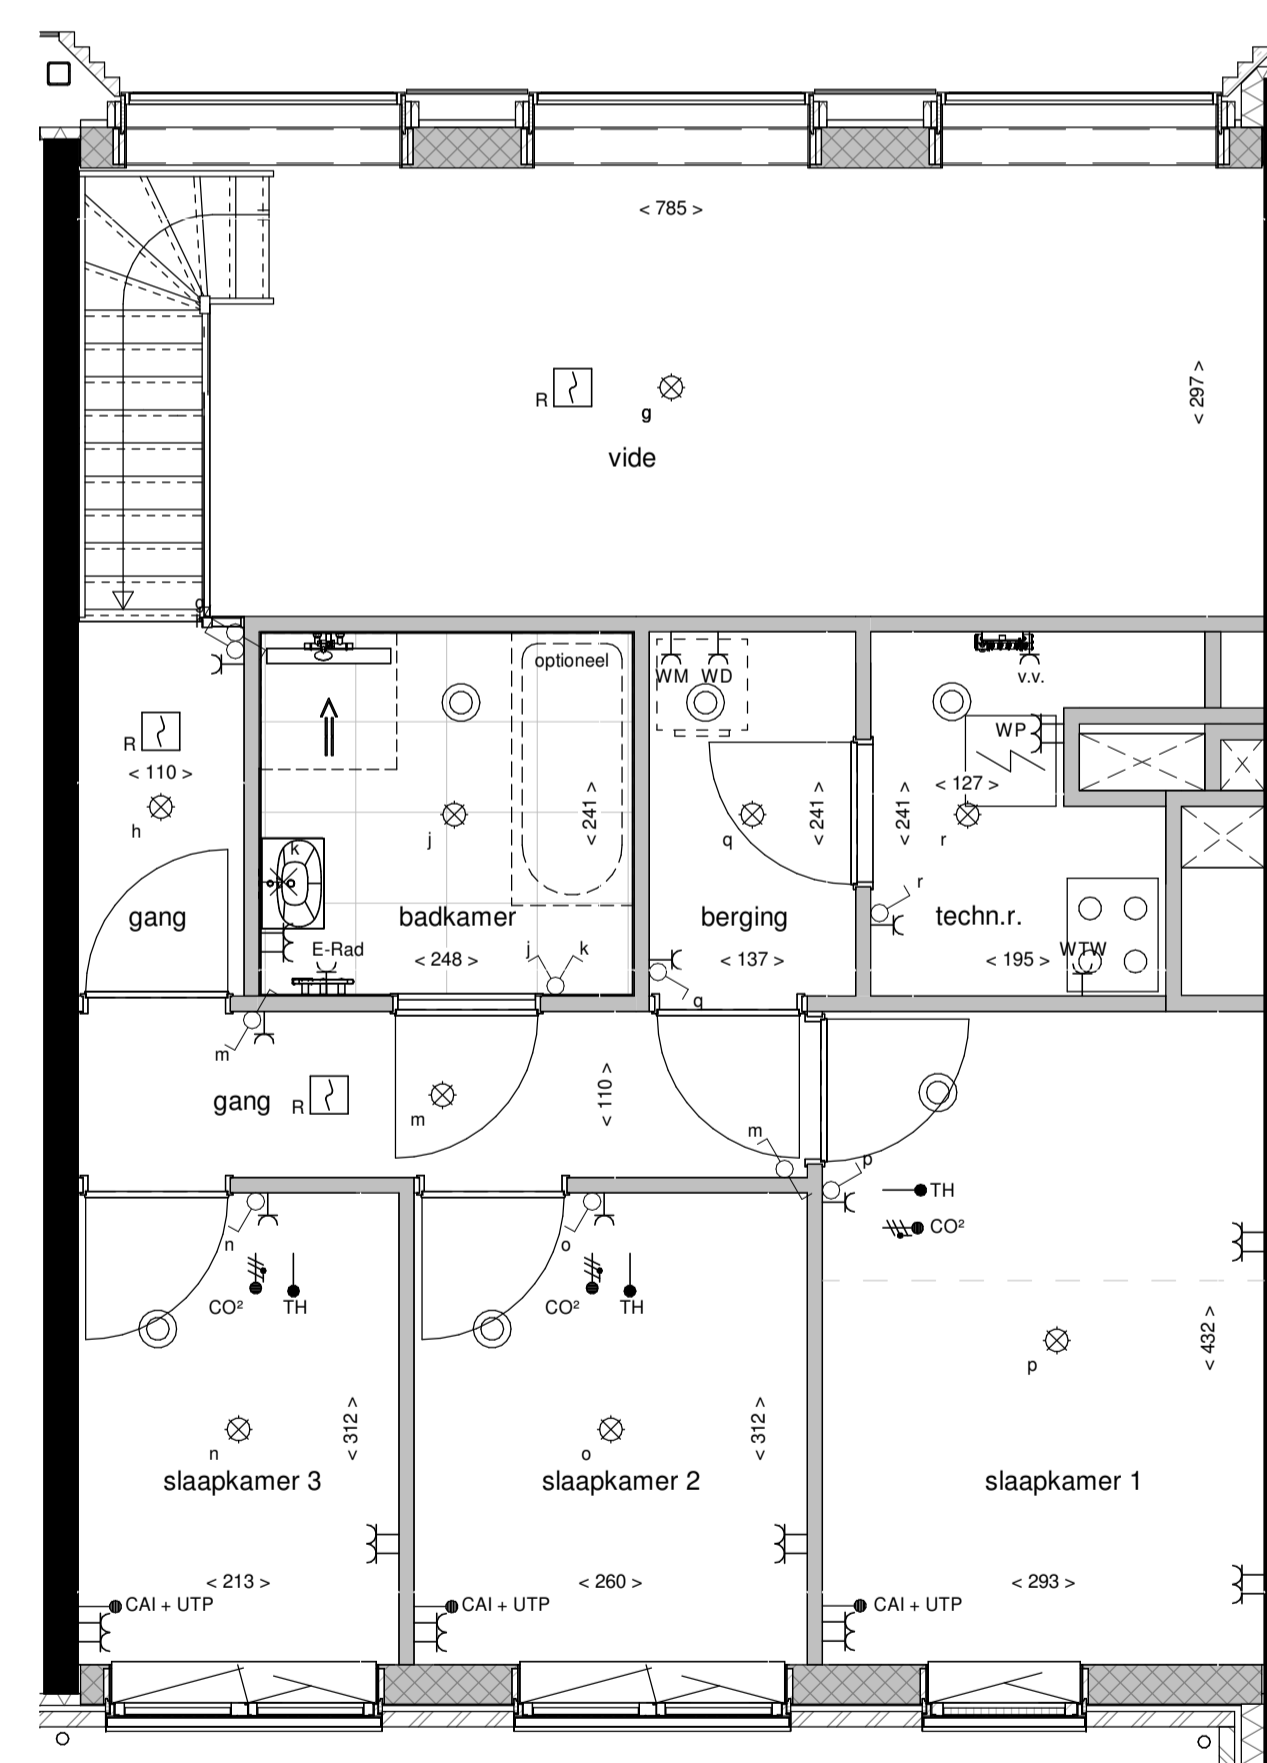 < 785 >
R
g
< 297 >
vide
g
optioneel
WM WD
v.v.
R
WP
< 110 >
< 127 >
h
k
j
< 241 >
q
< 241 >
< 241 >
r
r
gang
badkamer
berging
techn.r.
E-Rad
< 248 >
j
k
< 137 >
< 195 >
WTW
q
m
gang
R
m
< 110 >
m
p
TH
CO²
n
o
CO²
TH
CO²
TH
< 432 >
p
< 312 >
< 312 >
n
o
slaapkamer 3
slaapkamer 2
slaapkamer 1
< 213 >
< 260 >
< 293 >
CAI + UTP
CAI + UTP
CAI + UTP